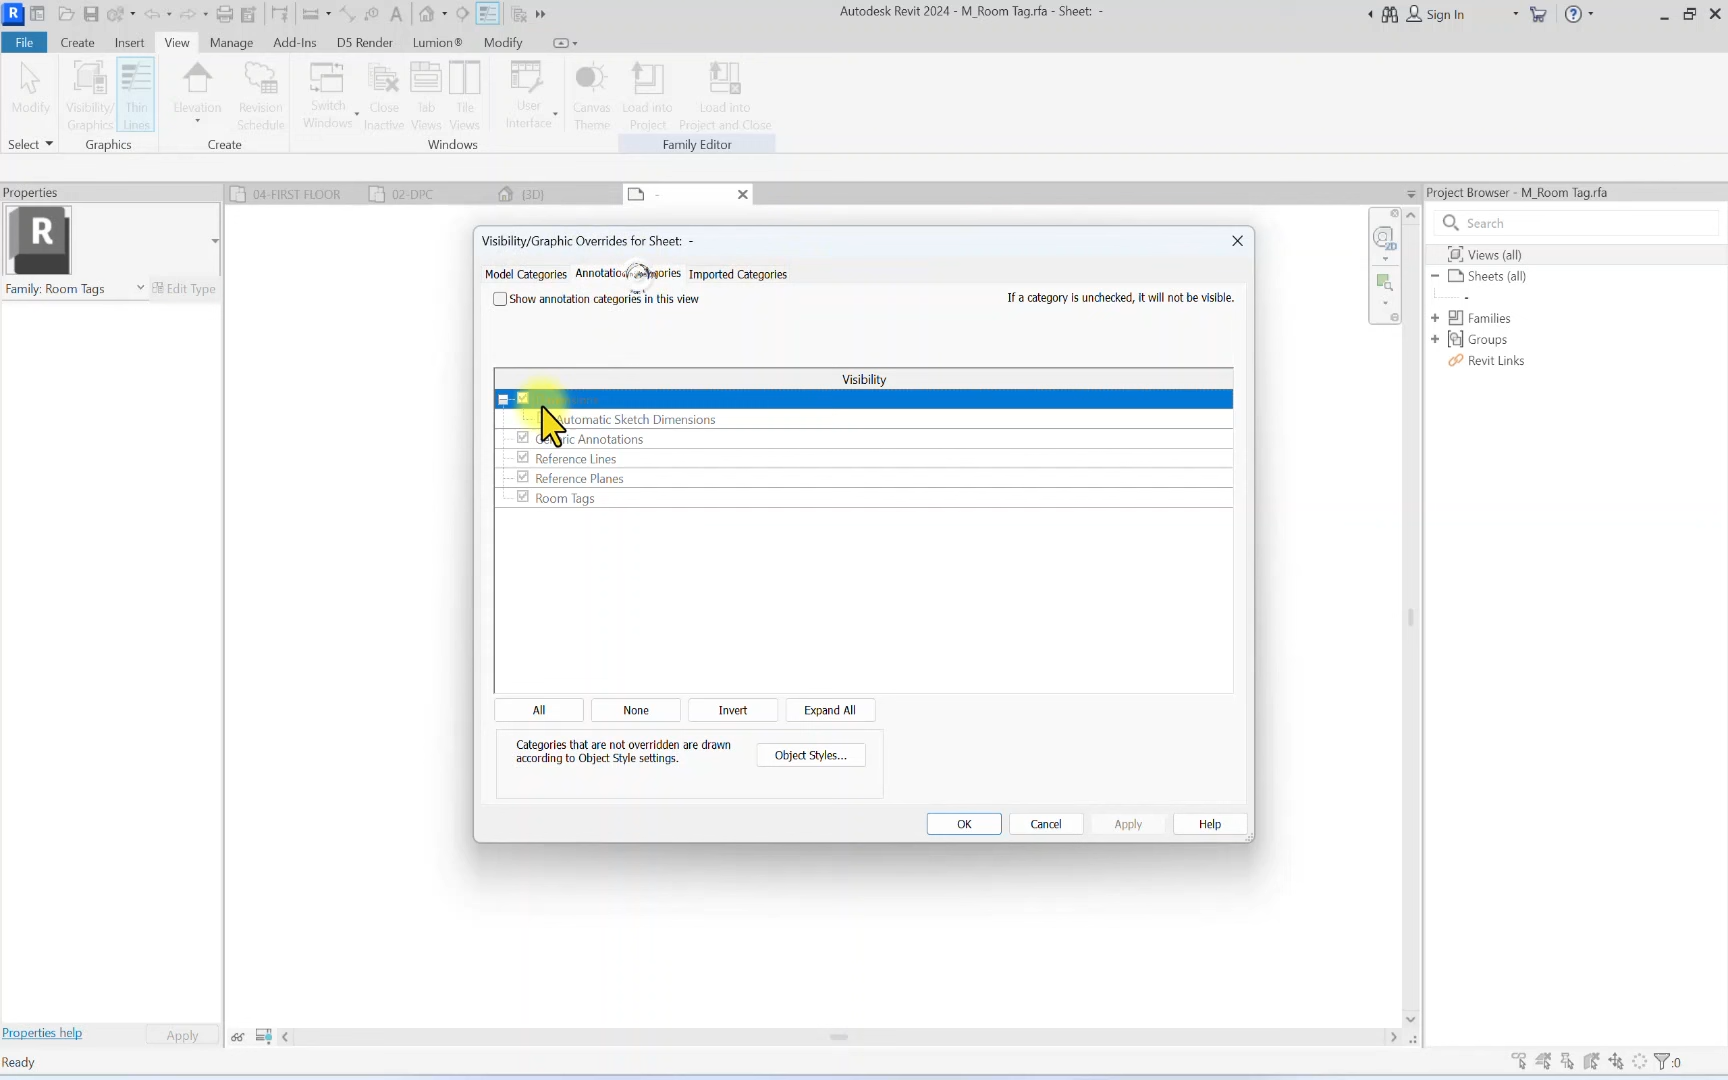 Autodesk Revit 2024 - M_Room Tag.rfa - Sheet: -
Sign In
File
Create
Insert
View
Manage
Add-Ins
D5 Render
Lumion®
Modify
Modify
Visibility/
Graphics
Thin
Lines
Elevation
Revision
Schedule
Switch
Windows
Close
Inactive
Tab
Views
Tile
Views
User
Interface
Canvas
Theme
Load into
Project
Load into
Project and Close
Select
Graphics
Create
Windows
Family Editor
Properties
04-FIRST FLOOR
02-DPC
{3D}
-
Project Browser - M_Room Tag.rfa
R
Search
Family: Room Tags
Edit Type
Views (all)
Sheets (all)
-
Families
Groups
Revit Links
Visibility/Graphic Overrides for Sheet: -
Model Categories
Imported Categories
Show annotation categories in this view
If a category is unchecked, it will not be visible.
Visibility
Automatic Sketch Dimensions
Reference Lines
Reference Planes
Room Tags
All
None
Invert
Expand All
Categories that are not overridden are drawn
according to Object Style settings.
Object Styles...
OK
Cancel
Apply
Help
Properties help
Apply
Ready
:0